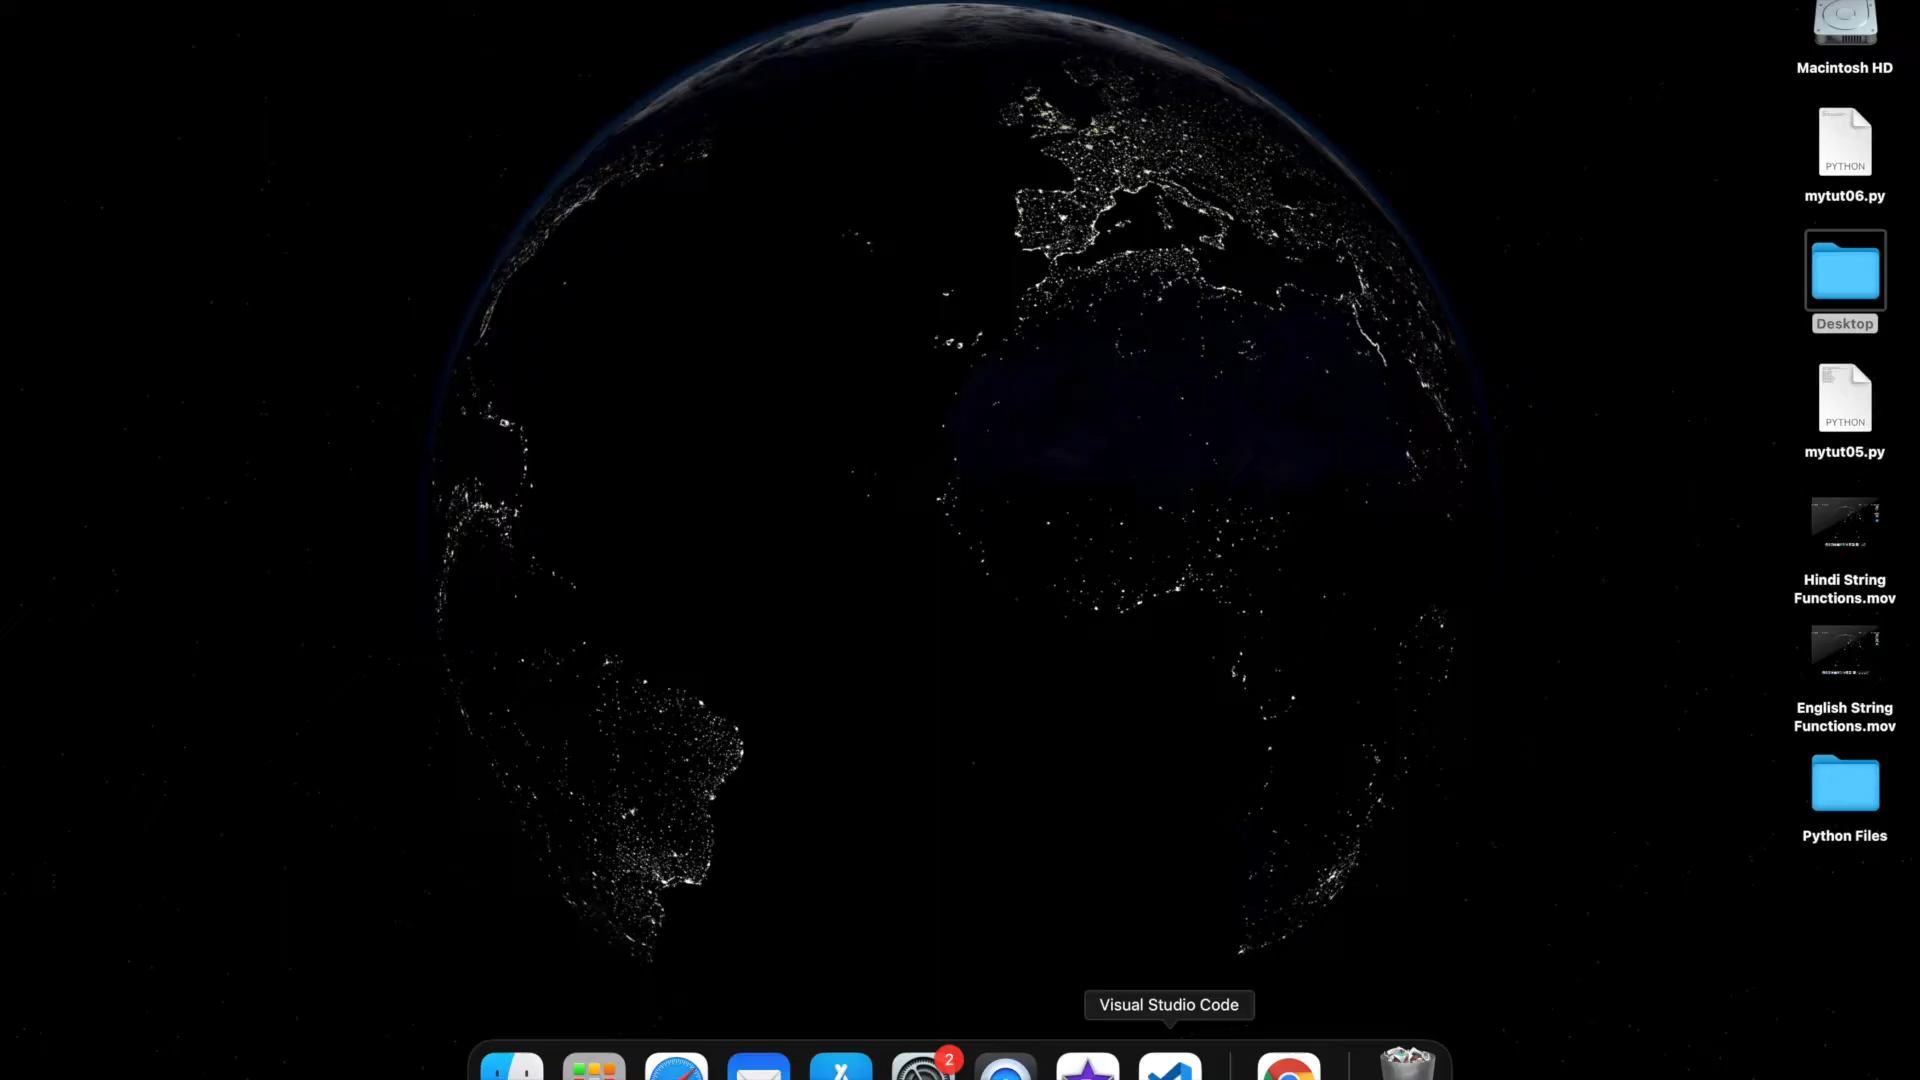 Macintosh HD
PYTHON
mytut06.py
Desktop
PYTHON
mytut05.py
Hindi String
Functions.mov
English String
Functions.mov
Python Files
Visual Studio Code
2